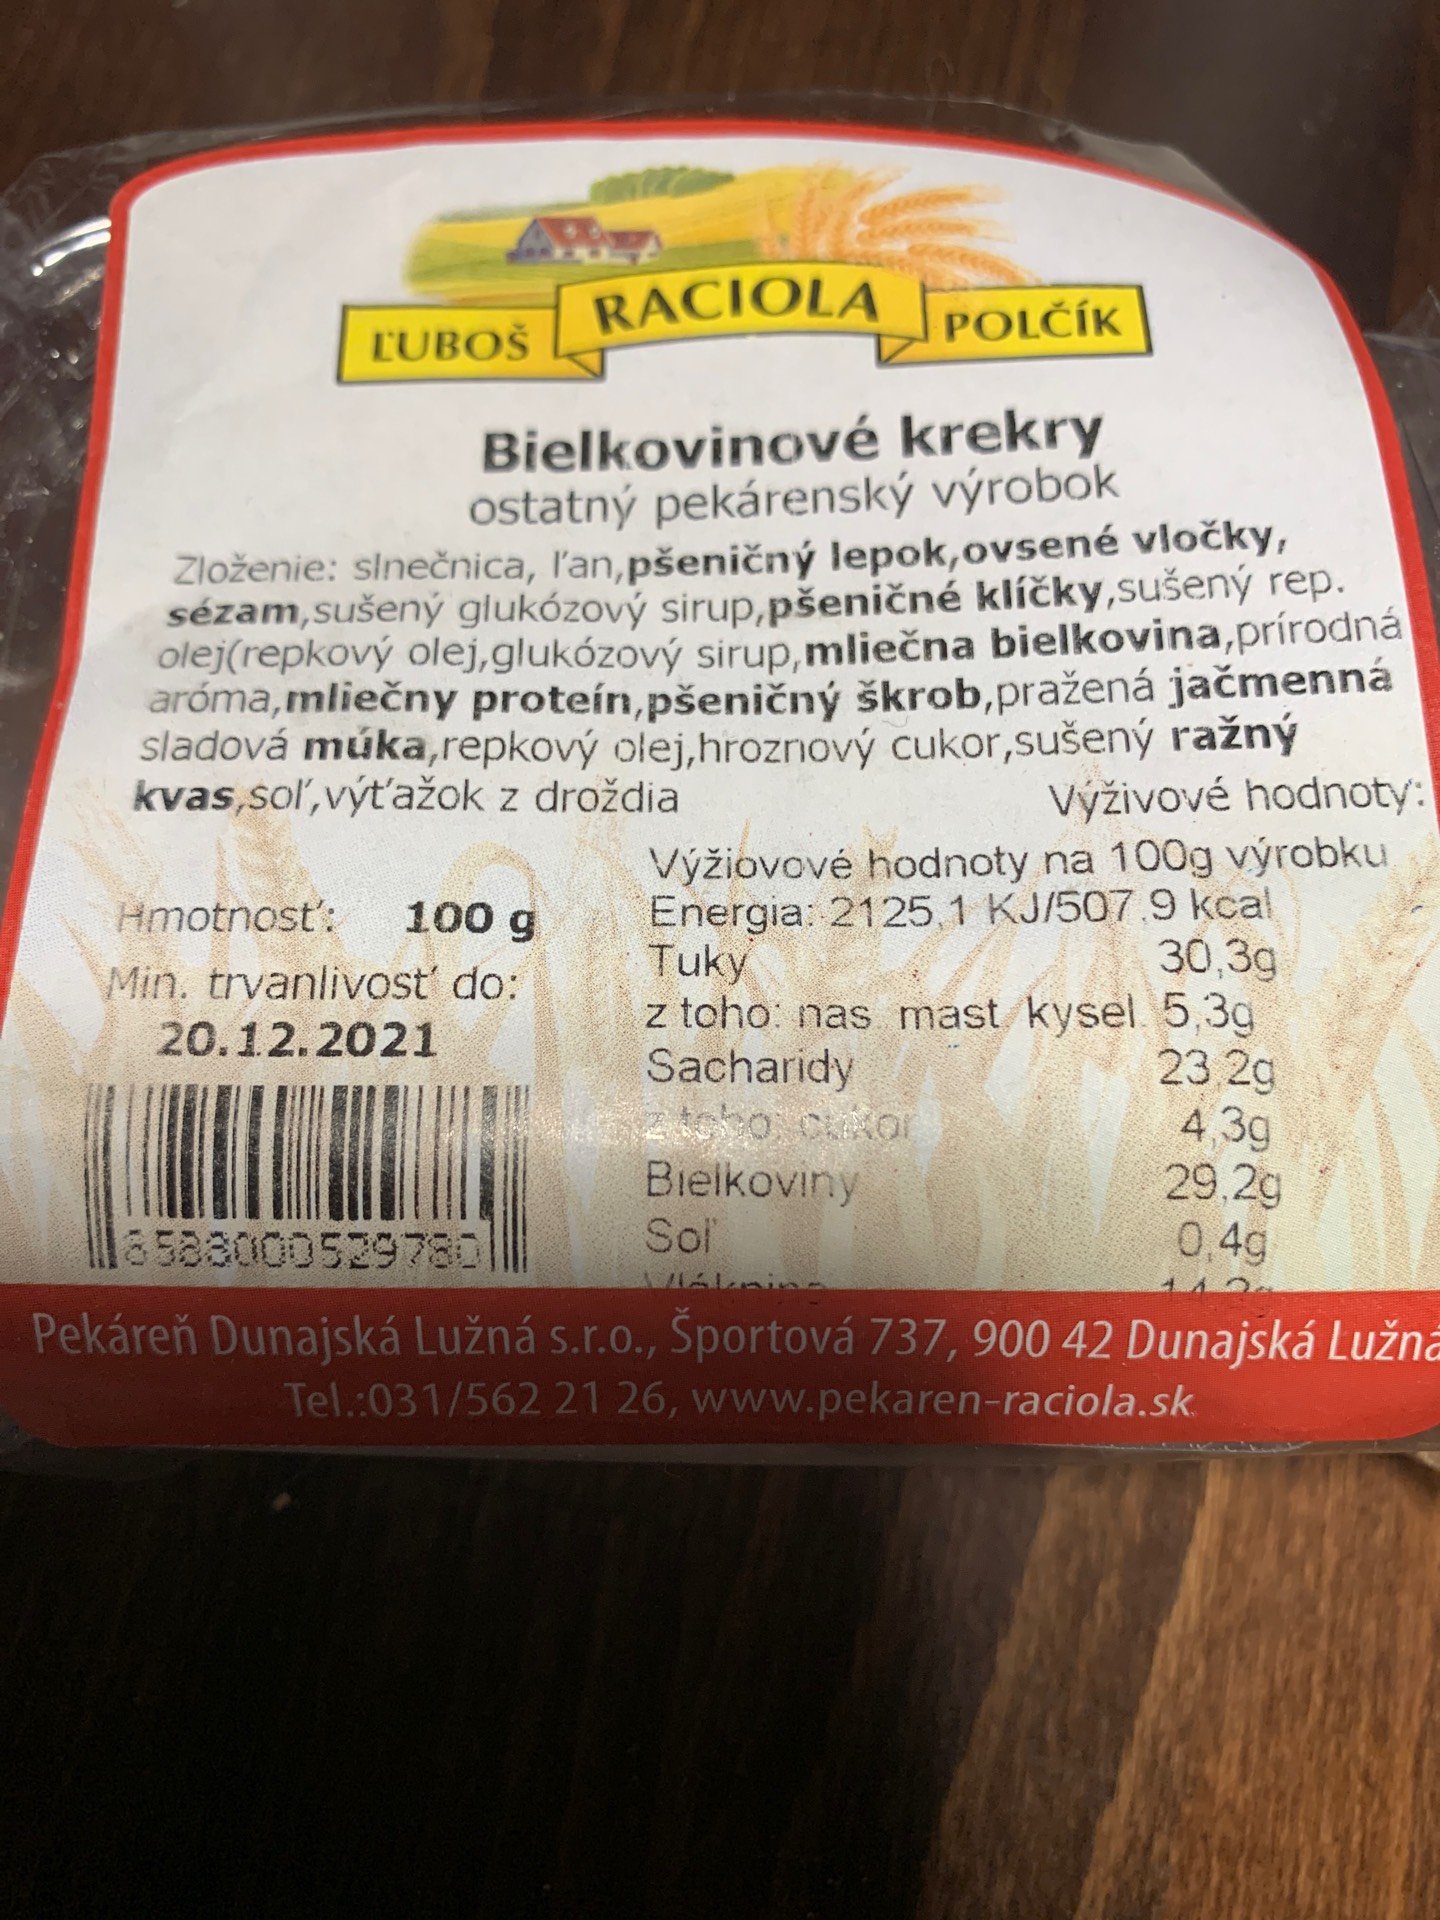 ĽUBOŠ RACIOLA POLČÍK
Bielkovinové krekry
ostatný pekárenský výrobok
Zloženie: slnečnica, ľan,pšeničný lepok,ovsené vločky,
sézam,sušený glukózový sirup,pšeničné klíčky,sušený rep.
olej(repkový olej,glukózový sirup,mliečna bielkovina,prírodná
aróma,mliečny proteín,pšeničný škrob,pražená jačmenná
sladová múka,repkový olej,hroznový cukor,sušený ražný
kvas,soľ,výťažok z droždia
Výživové hodnoty:
Výžiovové hodnoty na 100g výrobku
Energia: 2125,1 KJ/507,9 kcal
Tuky 30,3g
z toho: nas mast kysel. 5,3g
Sacharidy 23,2g
z toho: cukor 4,3g
Bielkoviny 29,2g
Soľ 0,4g
Vláknina
Hmotnosť: 100 g
Min. trvanlivosť do:
20.12.2021
8588000529780
Pekáreň Dunajská Lužná s.r.o., Športová 737, 900 42 Dunajská Lužná
Tel.:031/562 21 26, www.pekaren-raciola.sk